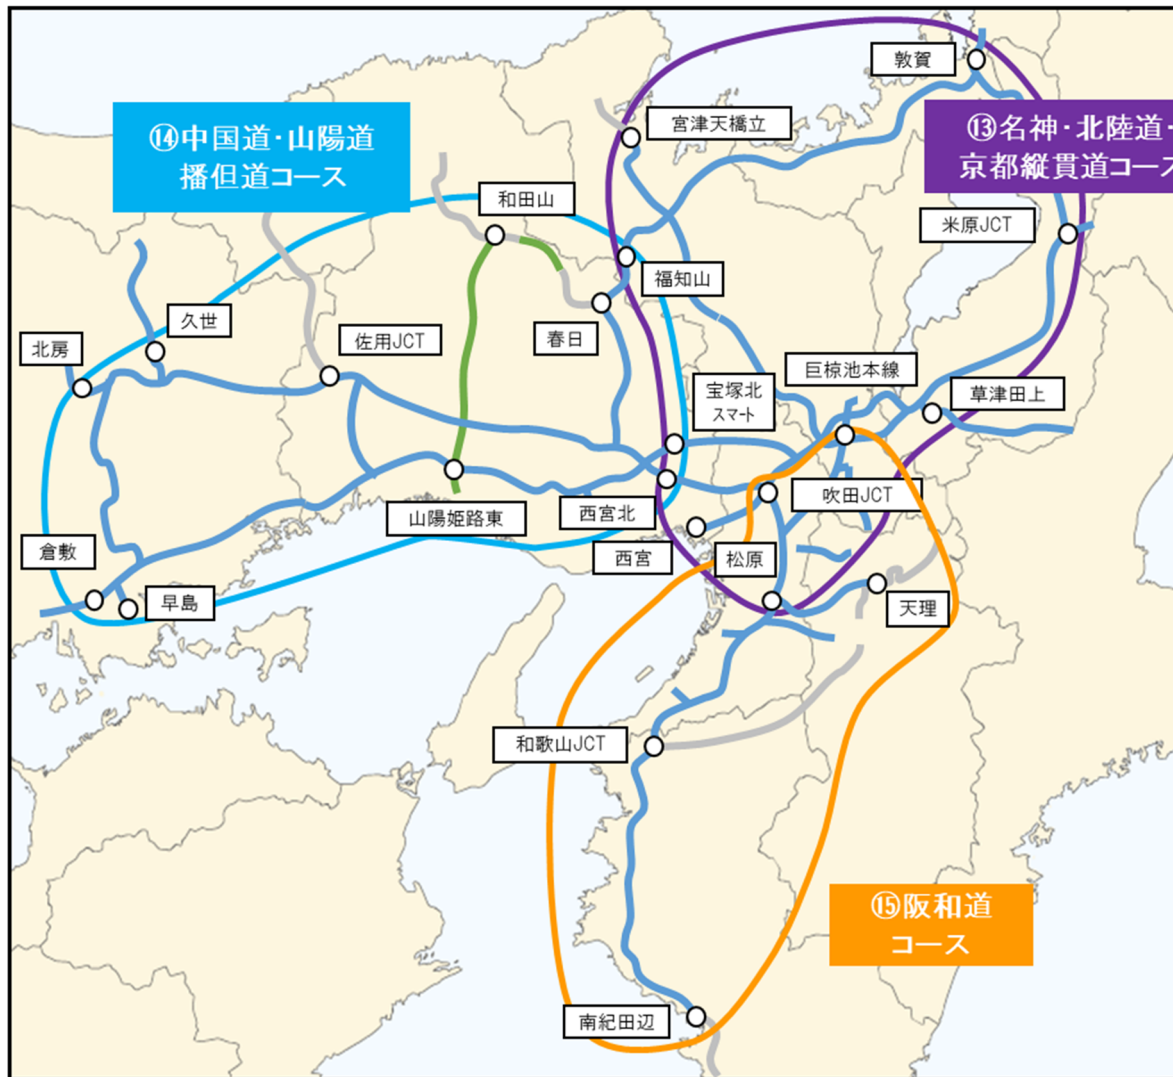 敦賀
宮津天橋立
⑬名神・北陸道・
京都縦貫道コース
⑭中国道・山陽道
播但道コース
和田山
米原JCT
福知山
久世
春日
佐用JCT
北房
巨椋池本線
宝塚北
スマート
草津田上
吹田JCT
山陽姫路東
西宮北
倉敷
西宮
松原
早島
天理
和歌山JCT
⑮阪和道
コース
南紀田辺